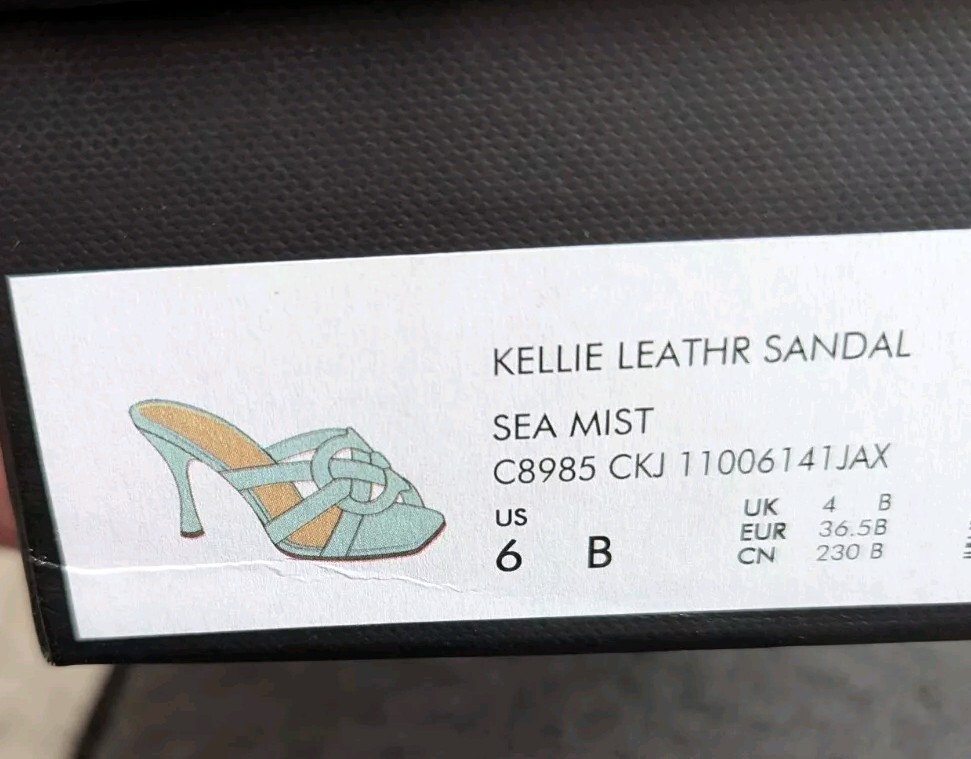 KELLIE LEATHR SANDAL
SEA MIST
C8985 CKJ 11006141JAX
US
6 B
UK 4 B
EUR 36.5B
CN 230 B